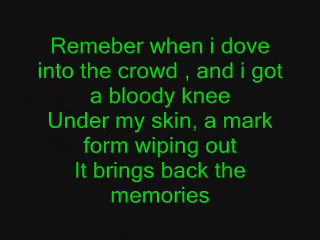 Remeber when i dove
into the crowd , and i got
a bloody knee
Under my skin, a mark
form wiping out
It brings back the
memories